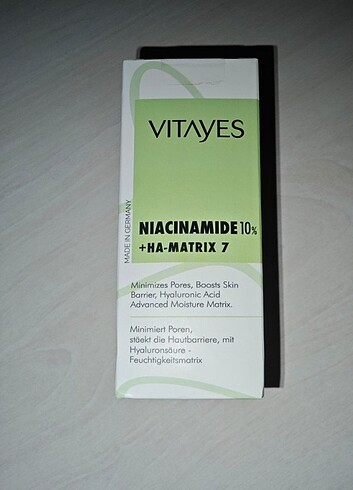 VITAYES
MADE IN GERMANY
NIACINAMIDE 10%
+HA-MATRIX 7
Minimizes Pores, Boosts Skin
Barrier, Hyaluronic Acid
Advanced Moisture Matrix.
Minimiert Poren,
stäekt die Hautbarriere, mit
Hyaluronsäure -
Feuchtigkeitsmatrix